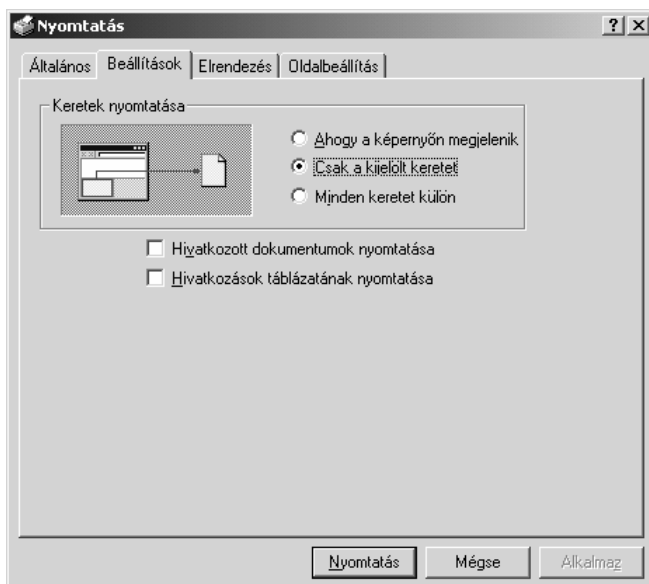 Nyomtatás
Általános Beállítások Elrendezés Oldalbeállítás
Keretek nyomtatása
Ahogy a képernyőn megjelenik
Csak a kijelölt keretet
Minden keretet külön
Hivatkozott dokumentumok nyomtatása
Hivatkozások táblázatának nyomtatása
Nyomtatás Mégse Alkalmaz